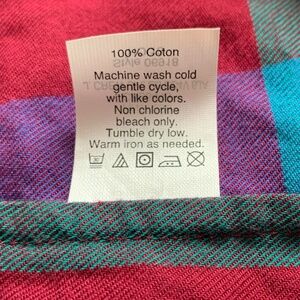 100% Coton
Machine wash cold
gentle cycle,
with like colors.
Non chlorine
bleach only.
Tumble dry low.
Warm iron as needed.